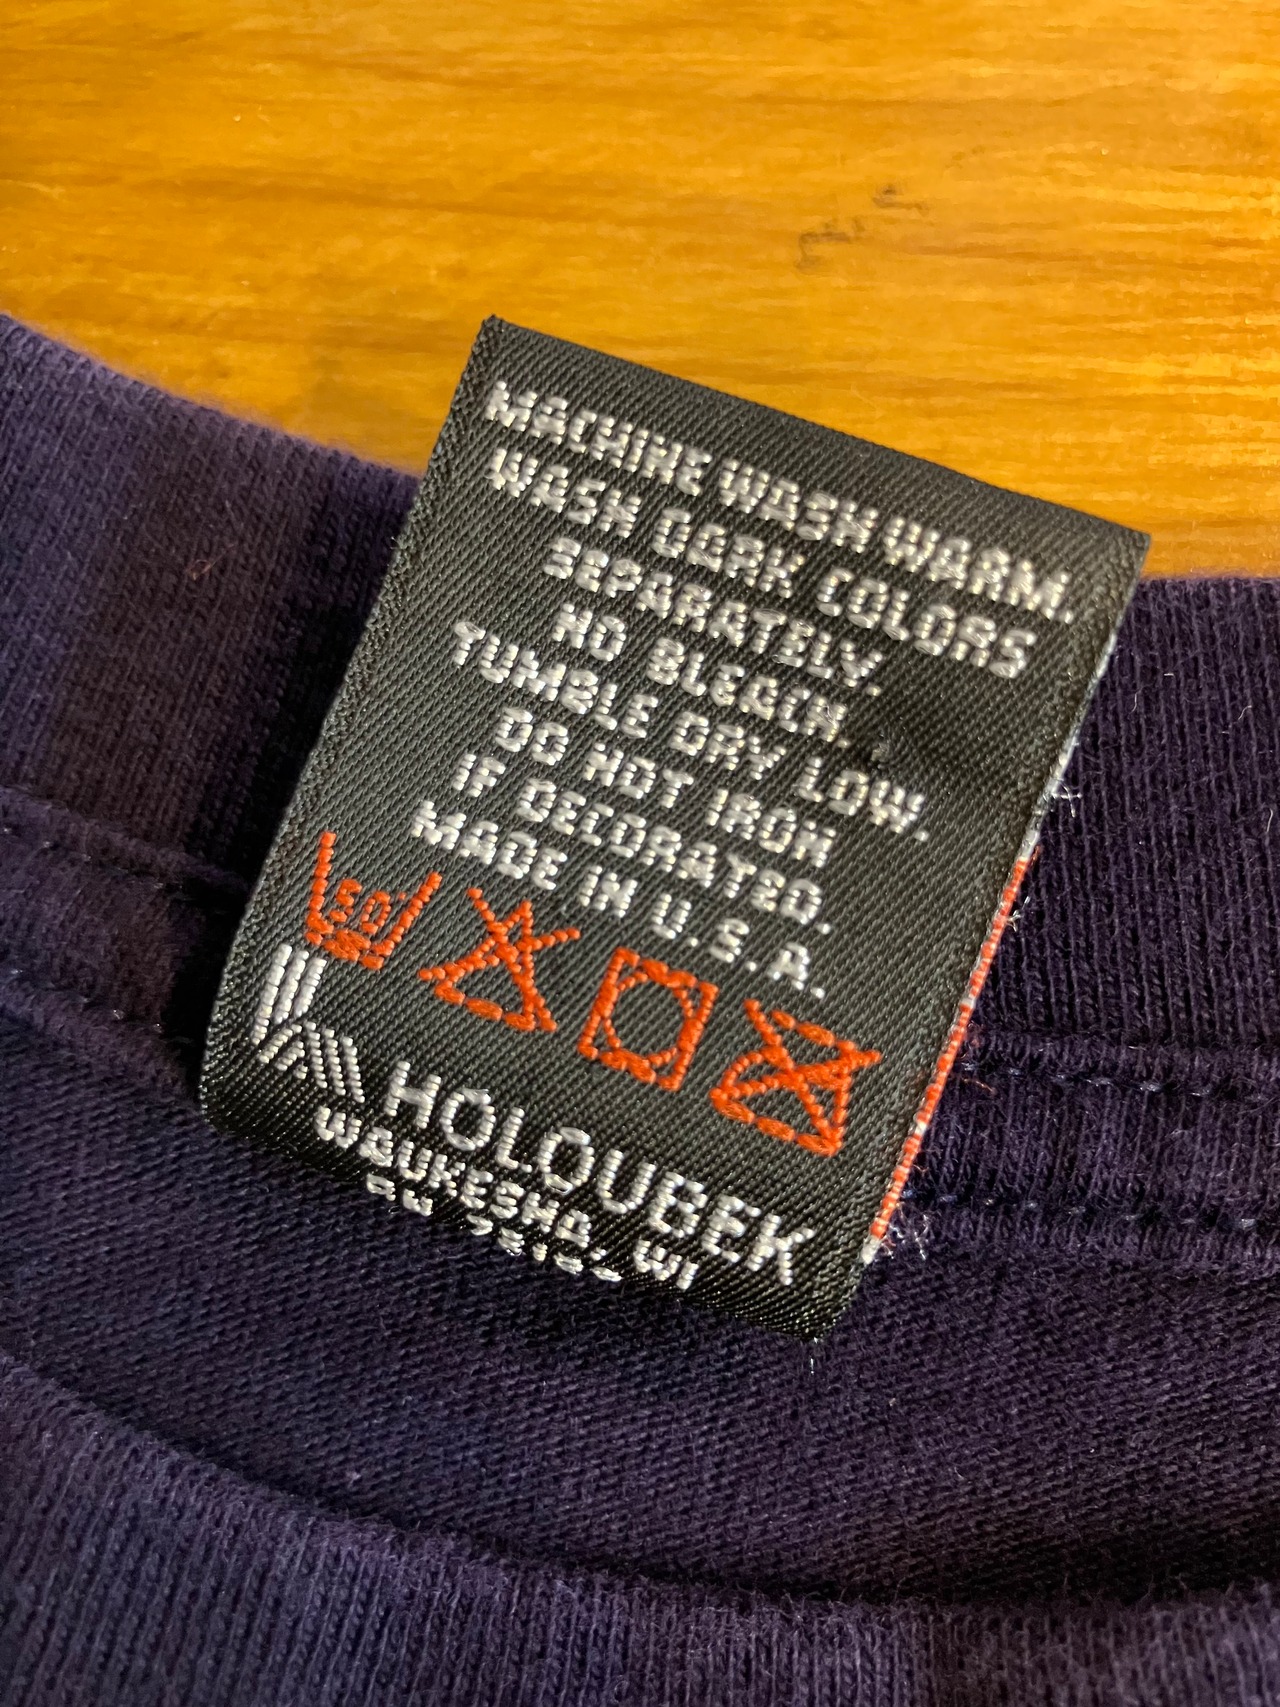 MACHINE WASH WARM.
WASH DARK COLORS
SEPARATELY.
NO BLEACH.
TUMBLE DRY LOW.
DO NOT IRON
IF DECORATED.
MADE IN U.S.A.
50°
HOLOUBEK
WAUKESHA, WI